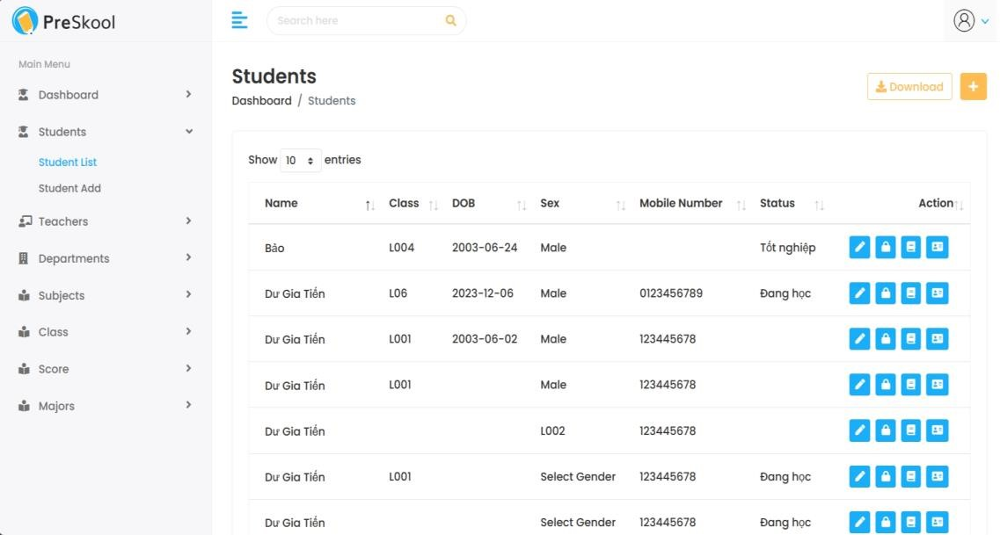 PreSkool
Search here
Main Menu
Dashboard
Students
Student List
Student Add
Teachers
Departments
Subjects
Class
Score
Majors
Students
Dashboard / Students
Download
Show 10 entries
Name Class DOB Sex Mobile Number Status Action
Bảo L004 2003-06-24 Male Tốt nghiệp
Dư Gia Tiến L06 2023-12-06 Male 0123456789 Đang học
Dư Gia Tiến L001 2003-06-02 Male 123445678
Dư Gia Tiến L001 Male 123445678
Dư Gia Tiến L002 123445678
Dư Gia Tiến L001 Select Gender 123445678 Đang học
Dư Gia Tiến Select Gender 123445678 Đang học